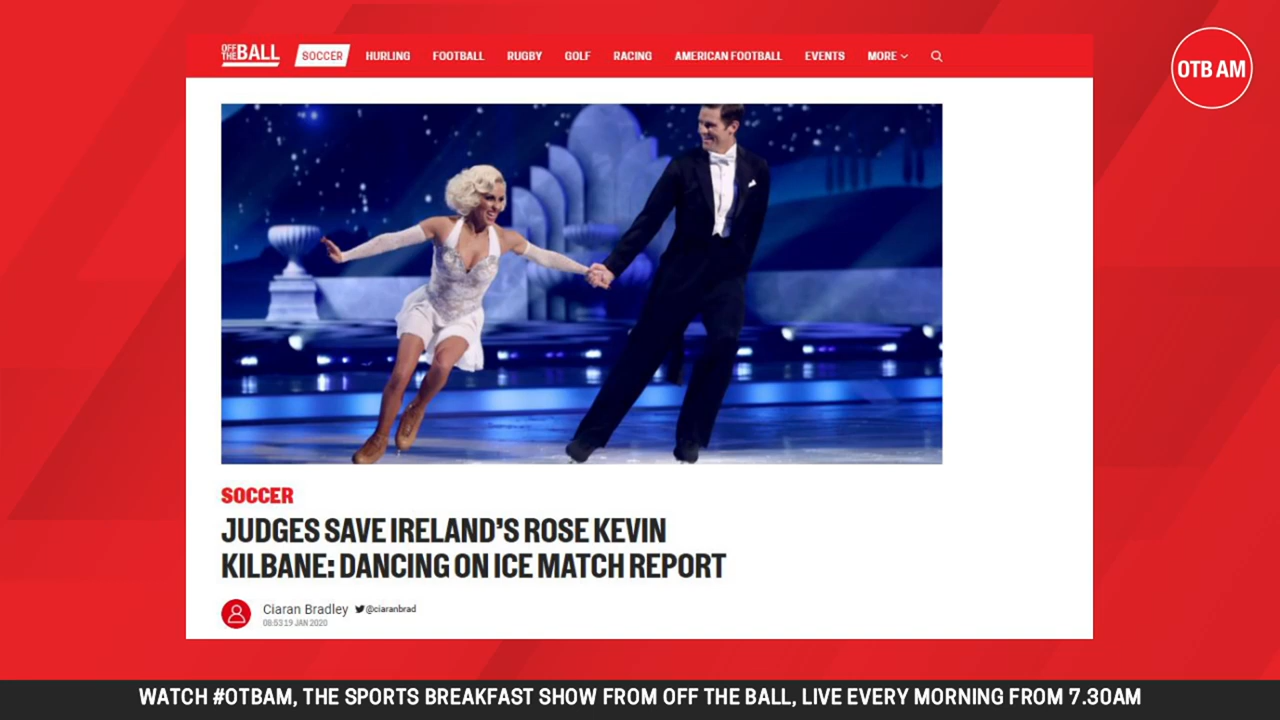 OFF THE BALL SOCCER HURLING FOOTBALL RUGBY GOLF RACING AMERICAN FOOTBALL EVENTS MORE
OTB AM
SOCCER
JUDGES SAVE IRELAND'S ROSE KEVIN
KILBANE: DANCING ON ICE MATCH REPORT
Ciaran Bradley @ciaranbrad
08:53 19 JAN 2020
WATCH #OTBAM, THE SPORTS BREAKFAST SHOW FROM OFF THE BALL, LIVE EVERY MORNING FROM 7.30AM